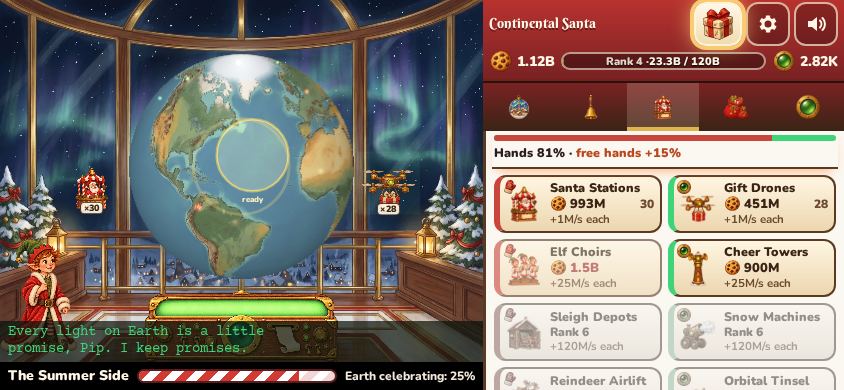 Continental Santa
1.12B
Rank 4 ·23.3B / 120B
2.82K
Hands 81% · free hands +15%
Santa Stations
993M
30
+1M/s each
Gift Drones
451M
28
+1M/s each
Elf Choirs
1.5B
+25M/s each
Cheer Towers
900M
+25M/s each
Sleigh Depots
Rank 6
+120M/s each
Snow Machines
Rank 6
+120M/s each
Reindeer Airlift
Orbital Tinsel
×30
×28
ready
Every light on Earth is a little
promise, Pip. I keep promises.
The Summer Side
Earth celebrating: 25%